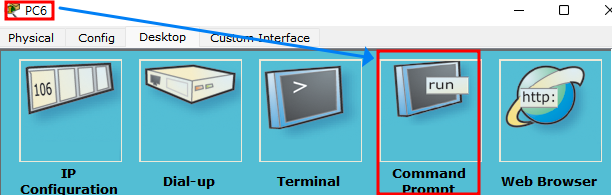 PC6
Physical Config Desktop Custom Interface
106
>
run
http:
IP Configuration
Dial-up
Terminal
Command Prompt
Web Browser